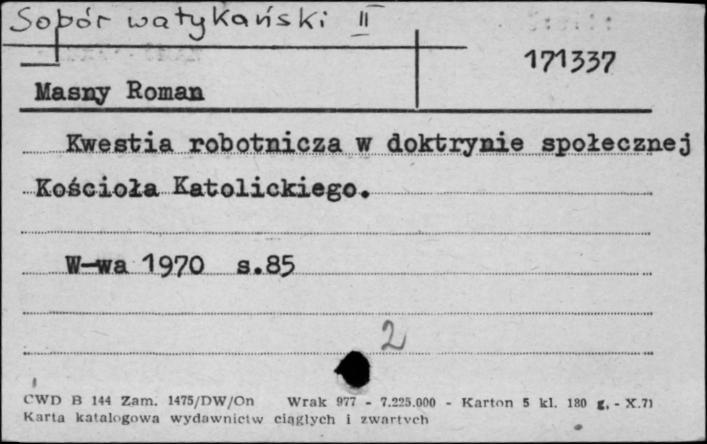 Sobór watykański II
171337
Masny Roman
Kwestia robotnicza w doktrynie społecznej
Kościoła Katolickiego.
W-wa 1970 s.85
2
CWD B 144 Zam. 1475/DW/On Wrak 977 - 7.225.000 - Karton 5 kl. 180 g. - X.71
Karta katalogowa wydawnictw ciągłych i zwartych